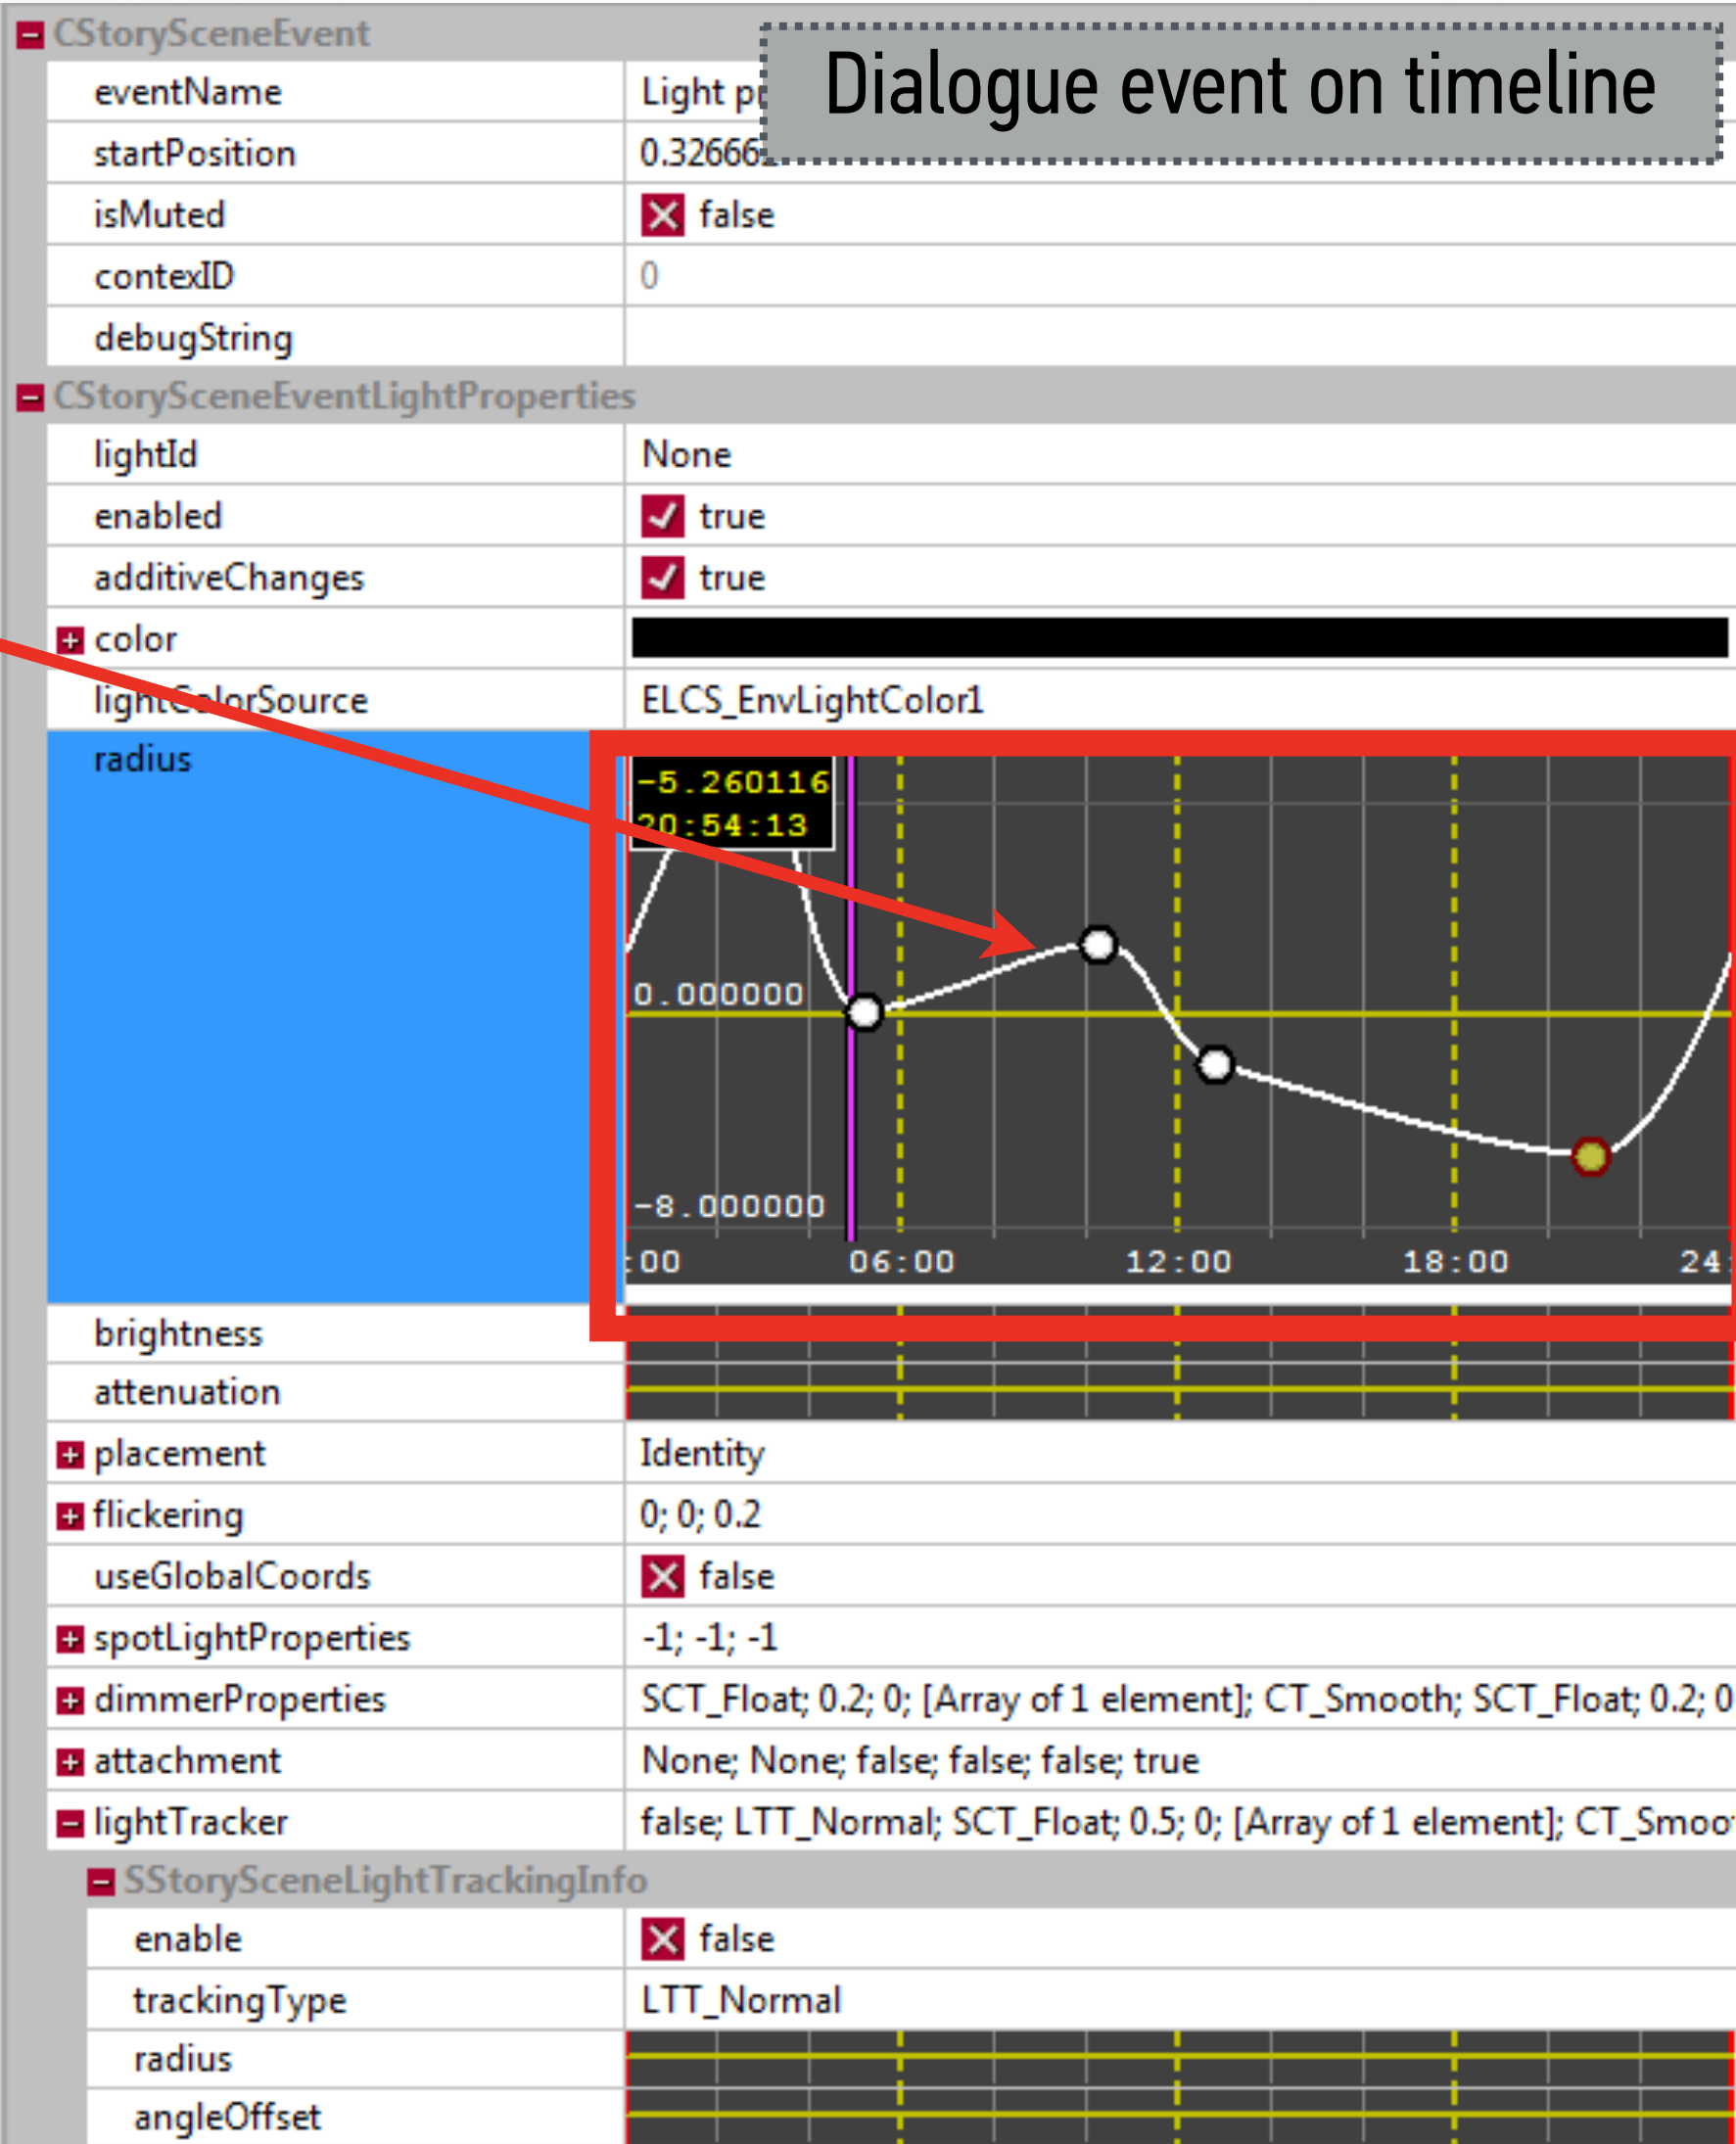 CStorySceneEvent
Dialogue event on timeline
eventName Light
startPosition 0.32666
isMuted false
contexID 0
debugString
CStorySceneEventLightProperties
lightId None
enabled true
additiveChanges true
color
lightColorSource ELCS_EnvLightColor1
radius
-5.260116
20:54:13
0.000000
-8.000000
:00 06:00 12:00 18:00 24:
brightness
attenuation
placement Identity
flickering 0; 0; 0.2
useGlobalCoords false
spotLightProperties -1; -1; -1
dimmerProperties SCT_Float; 0.2; 0; [Array of 1 element]; CT_Smooth; SCT_Float; 0.2; 0
attachment None; None; false; false; false; true
lightTracker false; LTT_Normal; SCT_Float; 0.5; 0; [Array of 1 element]; CT_Smoo
SStorySceneLightTrackingInfo
enable false
trackingType LTT_Normal
radius
angleOffset